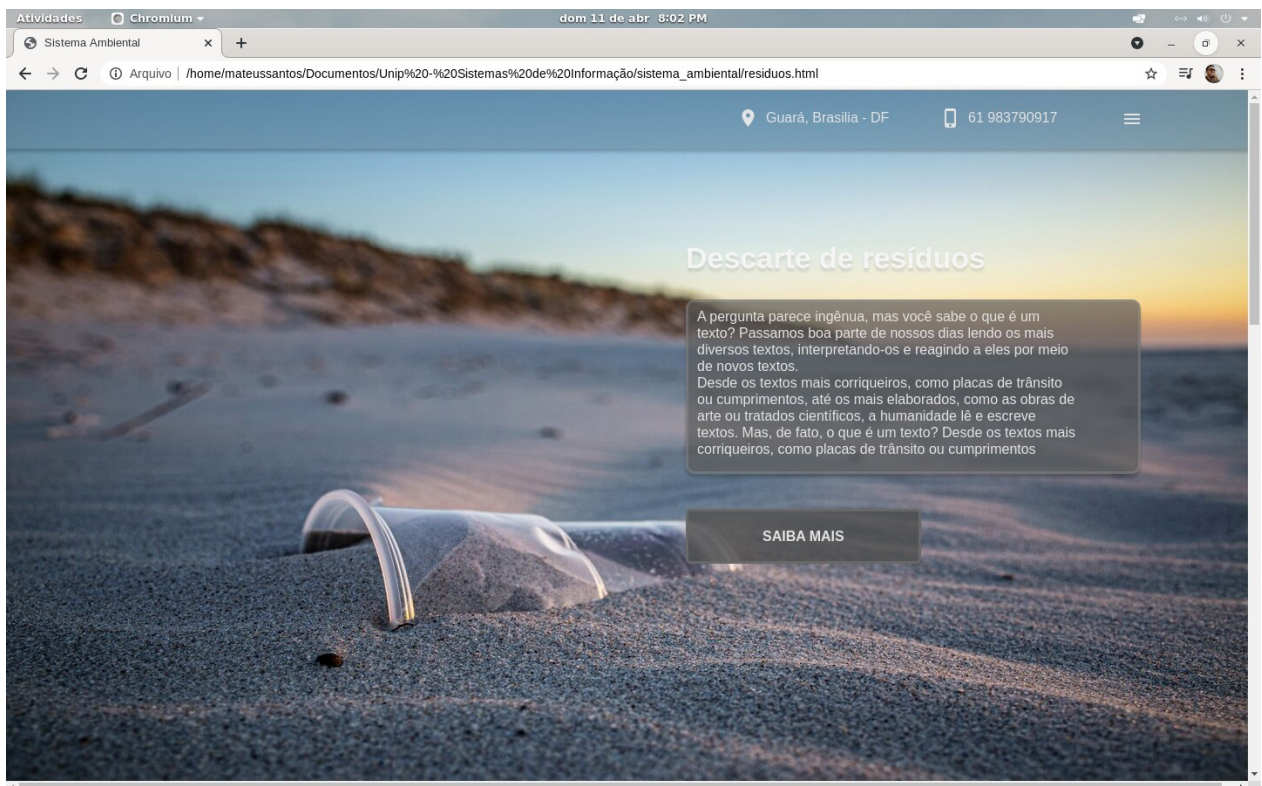 Atividades Chromium dom 11 de abr 8:02 PM
Sistema Ambiental
Arquivo /home/mateussantos/Documentos/Unip%20-%20Sistemas%20de%20Informação/sistema_ambiental/residuos.html
Guará, Brasilia - DF 61 983790917
Descarte de resíduos
A pergunta parece ingênua, mas você sabe o que é um
texto? Passamos boa parte de nossos dias lendo os mais
diversos textos, interpretando-os e reagindo a eles por meio
de novos textos.
Desde os textos mais corriqueiros, como placas de trânsito
ou cumprimentos, até os mais elaborados, como as obras de
arte ou tratados científicos, a humanidade lê e escreve
textos. Mas, de fato, o que é um texto? Desde os textos mais
corriqueiros, como placas de trânsito ou cumprimentos
SAIBA MAIS